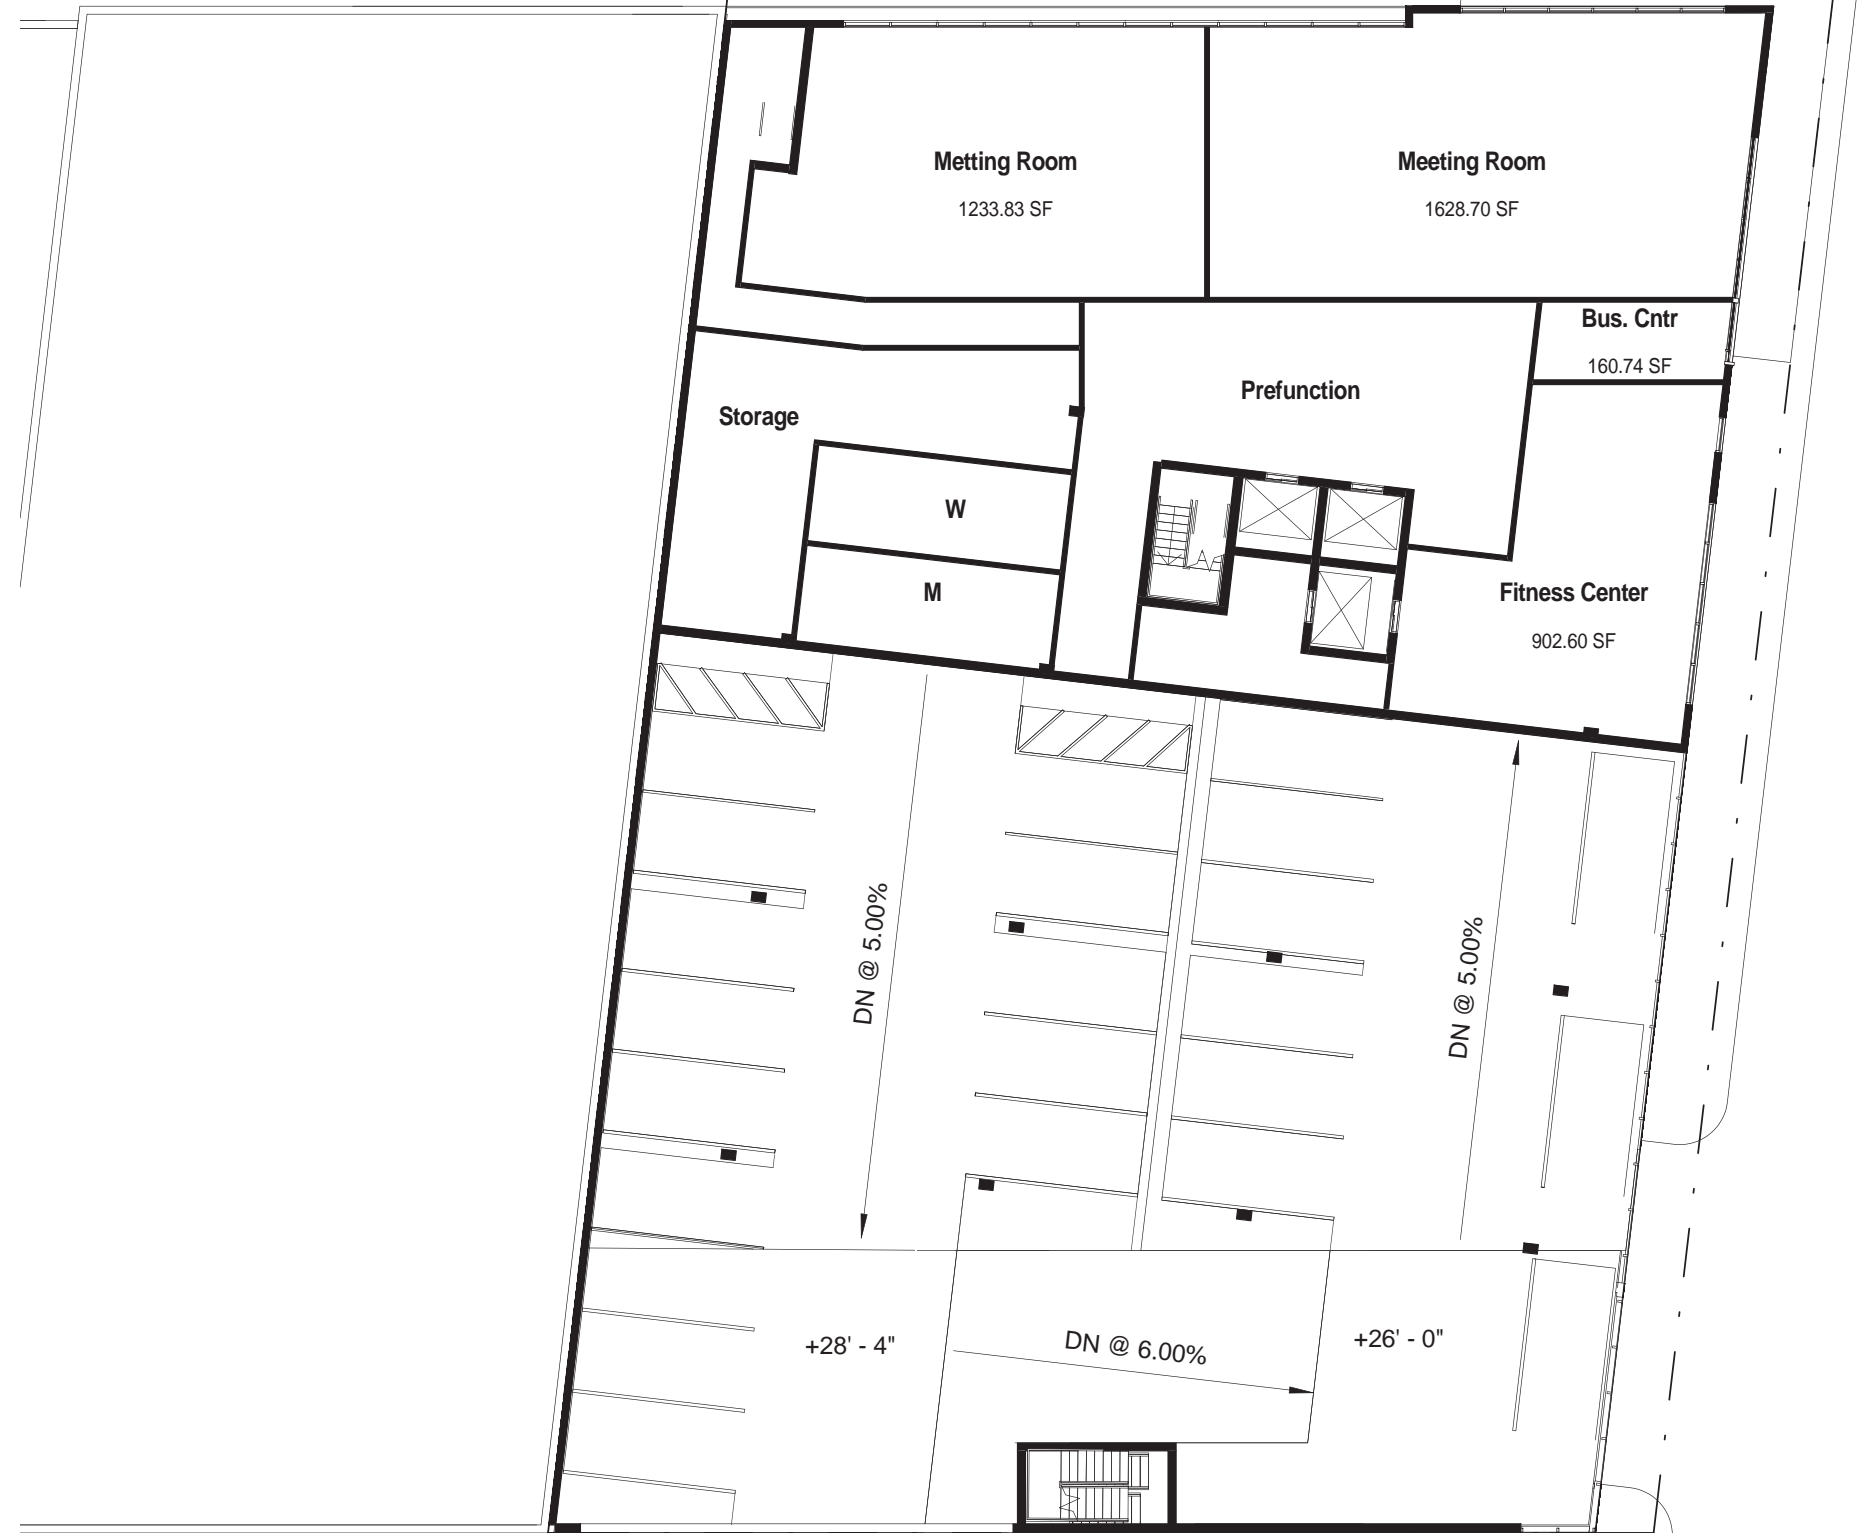 Metting Room
1233.83 SF
Meeting Room
1628.70 SF
Bus. Cntr
160.74 SF
Prefunction
Storage
W
M
Fitness Center
902.60 SF
DN @ 5.00%
DN @ 5.00%
+28' - 4"
DN @ 6.00%
+26' - 0"